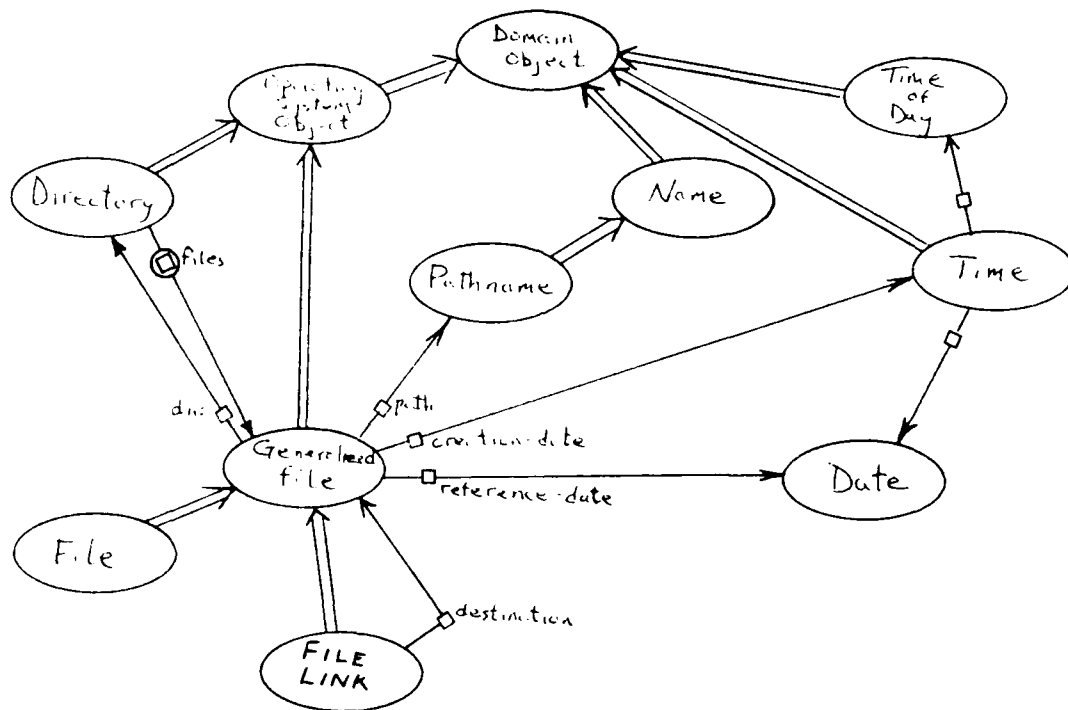 Domain
Object
Operating
System
Object
Time
of
Day
Directory
Name
files
Time
Pathname
path
creation-date
Generalized
file
reference-date
Date
File
destination
FILE
LINK